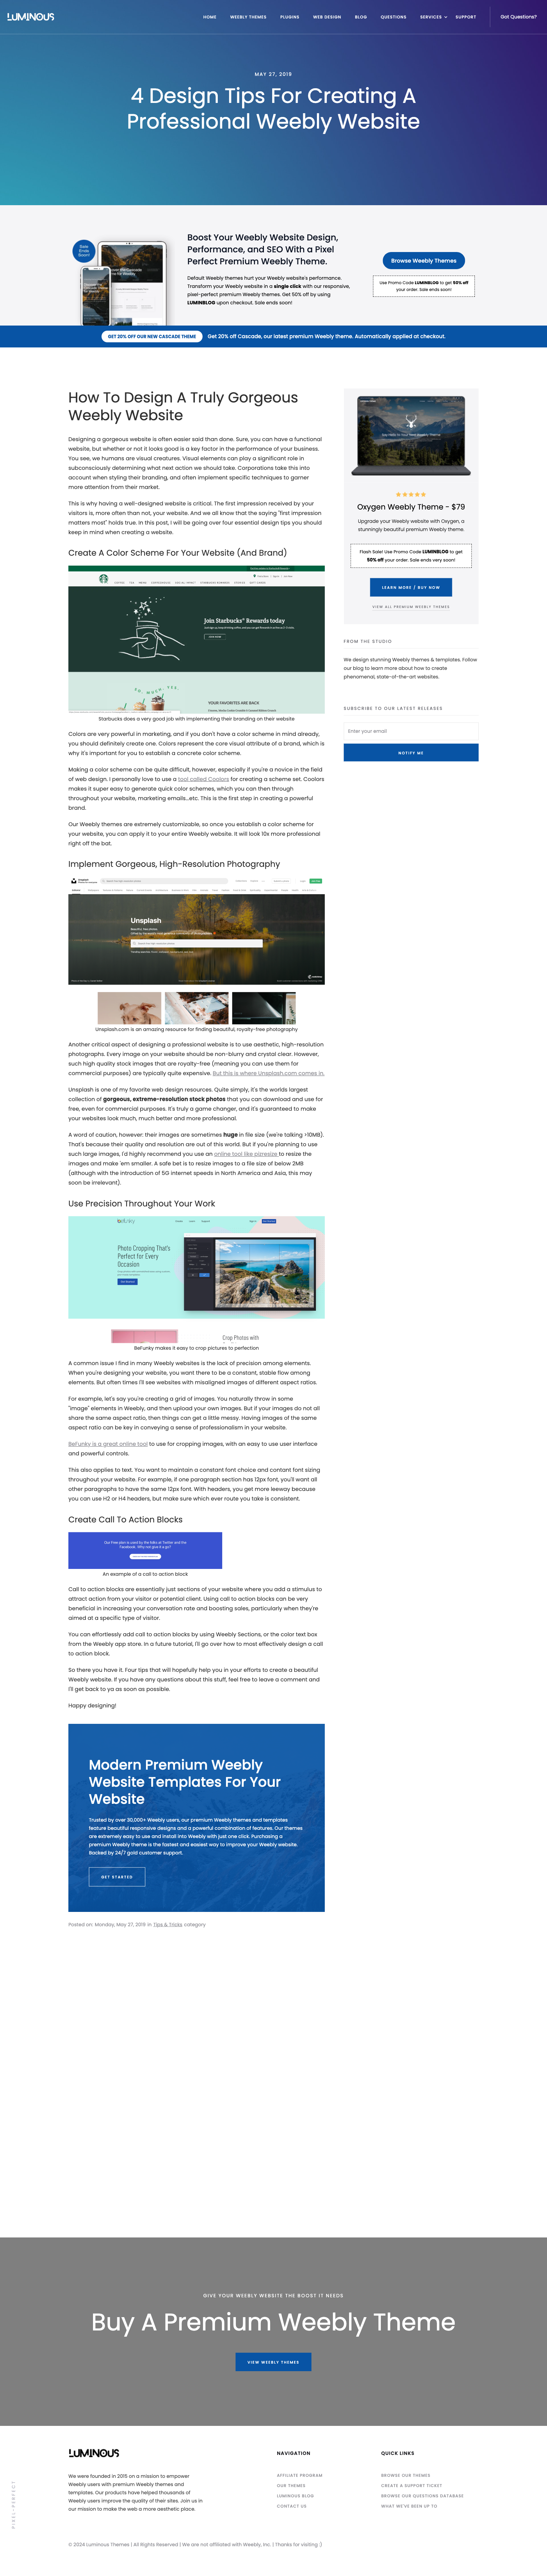 LUMINOUS
HOME
WEEBLY THEMES
PLUGINS
WEB DESIGN
BLOG
QUESTIONS
SERVICES
SUPPORT
Got Questions?
MAY 27, 2019
4 Design Tips For Creating A
Professional Weebly Website
Sale
Ends
Soon!
Boost Your Weebly Website Design,
Performance, and SEO With a Pixel
Perfect Premium Weebly Theme.
Default Weebly themes hurt your Weebly website's performance.
Transform your Weebly website in a single click with our responsive,
pixel-perfect premium Weebly themes. Get 50% off by using
LUMINBLOG upon checkout. Sale ends soon!
Browse Weebly Themes
Use Promo Code LUMINBLOG to get 50% off
your order. Sale ends soon!
GET 20% OFF OUR NEW CASCADE THEME
Get 20% off Cascade, our latest premium Weebly theme. Automatically applied at checkout.
How To Design A Truly Gorgeous
Weebly Website
Designing a gorgeous website is often easier said than done. Sure, you can have a functional
website, but whether or not it looks good is a key factor in the performance of your business.
You see, we humans are visual creatures. Visual elements can play a significant role in
subconsciously determining what next action we should take. Corporations take this into
account when styling their branding, and often implement specific techniques to garner
more attention from their market.
This is why having a well-designed website is critical. The first impression received by your
visitors is, more often than not, your website. And we all know that the saying "first impression
matters most" holds true. In this post, I will be going over four essential design tips you should
keep in mind when creating a website.
Create A Color Scheme For Your Website (And Brand)
Join Starbucks® Rewards today
YOUR FAVORITES ARE BACK
Starbucks does a very good job with implementing their branding on their website
Colors are very powerful in marketing, and if you don't have a color scheme in mind already,
you should definitely create one. Colors represent the core visual attribute of a brand, which is
why it's important for you to establish a concrete color scheme.
Making a color scheme can be quite difficult, however, especially if you're a novice in the field
of web design. I personally love to use a tool called Coolors for creating a scheme set. Coolors
makes it super easy to generate quick color schemes, which you can then through
throughout your website, marketing emails...etc. This is the first step in creating a powerful
brand.
Our Weebly themes are extremely customizable, so once you establish a color scheme for
your website, you can apply it to your entire Weebly website. It will look 10x more professional
right off the bat.
Implement Gorgeous, High-Resolution Photography
Unsplash
Unsplash.com is an amazing resource for finding beautiful, royalty-free photography
Another critical aspect of designing a professional website is to use aesthetic, high-resolution
photographs. Every image on your website should be non-blurry and crystal clear. However,
such high quality stock images that are royalty-free (meaning you can use them for
commercial purposes) are typically quite expensive. But this is where Unsplash.com comes in.
Unsplash is one of my favorite web design resources. Quite simply, it's the worlds largest
collection of gorgeous, extreme-resolution stock photos that you can download and use for
free, even for commercial purposes. It's truly a game changer, and it's guaranteed to make
your websites look much, much better and more professional.
A word of caution, however: their images are sometimes huge in file size (we're talking +10MB).
That's because their quality and resolution are out of this world. But if you're planning to use
such large images, I'd highly recommend you use an online tool like picresize to resize the
images and make 'em smaller. A safe bet is to resize images to a file size of below 2MB
(although with the introduction of 5G internet speeds in North America and Asia, this may
soon be irrelevant).
Use Precision Throughout Your Work
befunky
Photo Cropping That's
Perfect for Every
Occasion
Crop Photos with
BeFunky makes it easy to crop pictures to perfection
A common issue I find in many Weebly websites is the lack of precision among elements.
When you're designing your website, you want there to be a constant, stable flow among
elements. But often times I'll see websites with misaligned images of different aspect ratios.
For example, let's say you're creating a grid of images. You naturally throw in some
"image" elements in Weebly, and then upload your own images. But if your images do not all
share the same aspect ratio, then things can get a little messy. Having images of the same
aspect ratio can be key in conveying a sense of professionalism in your website.
BeFunky is a great online tool to use for cropping images, with an easy to use user interface
and powerful controls.
This also applies to text. You want to maintain a constant font choice and contant font sizing
throughout your website. For example, if one paragraph section has 12px font, you'll want all
other paragraphs to have the same 12px font. With headers, you get more leeway because
you can use H2 or H4 headers, but make sure which ever route you take is consistent.
Create Call To Action Blocks
Our Free plan is used by the folks at Twitter and the
Facebook. Why not give it a go?
An example of a call to action block
Call to action blocks are essentially just sections of your website where you add a stimulus to
attract action from your visitor or potential client. Using call to action blocks can be very
beneficial in increasing your conversation rate and boosting sales, particularly when they're
aimed at a specific type of visitor.
You can effortlessly add call to action blocks by using Weebly Sections, or the color text box
from the Weebly app store. In a future tutorial, I'll go over how to most effectively design a call
to action block.
So there you have it. Four tips that will hopefully help you in your efforts to create a beautiful
Weebly website. If you have any questions about this stuff, feel free to leave a comment and
I'll get back to ya as soon as possible.
Happy designing!
Modern Premium Weebly
Website Templates For Your
Website
Trusted by over 30,000+ Weebly users, our premium Weebly themes and templates
feature beautiful responsive designs and a powerful combination of features. Our themes
are extremely easy to use and install into Weebly with just one click. Purchasing a
premium Weebly theme is the fastest and easiest way to improve your Weebly website.
Backed by 24/7 gold customer support.
GET STARTED
Posted on: Monday, May 27, 2019 in Tips & Tricks category
Oxygen Weebly Theme - $79
Upgrade your Weebly website with Oxygen, a
stunningly beautiful premium Weebly theme.
Flash Sale! Use Promo Code LUMINBLOG to get
50% off your order. Sale ends very soon!
LEARN MORE / BUY NOW
VIEW ALL PREMIUM WEEBLY THEMES
FROM THE STUDIO
We design stunning Weebly themes & templates. Follow
our blog to learn more about how to create
phenomenal, state-of-the-art websites.
SUBSCRIBE TO OUR LATEST RELEASES
Enter your email
NOTIFY ME
GIVE YOUR WEEBLY WEBSITE THE BOOST IT NEEDS
Buy A Premium Weebly Theme
VIEW WEEBLY THEMES
PIXEL-PERFECT
LUMINOUS
We were founded in 2015 on a mission to empower
Weebly users with premium Weebly themes and
templates. Our products have helped thousands of
Weebly users improve the quality of their sites. Join us in
our mission to make the web a more aesthetic place.
NAVIGATION
AFFILIATE PROGRAM
OUR THEMES
LUMINOUS BLOG
CONTACT US
QUICK LINKS
BROWSE OUR THEMES
CREATE A SUPPORT TICKET
BROWSE OUR QUESTIONS DATABASE
WHAT WE'VE BEEN UP TO
© 2024 Luminous Themes | All Rights Reserved | We are not affiliated with Weebly, Inc. | Thanks for visiting :)